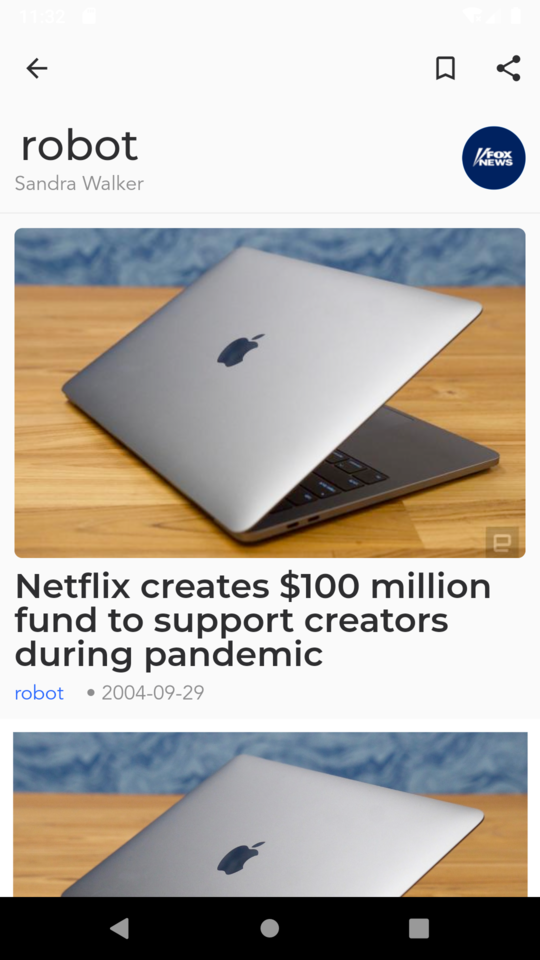 11:32
robot
Sandra Walker
FOX
NEWS
Netflix creates $100 million
fund to support creators
during pandemic
robot • 2004-09-29